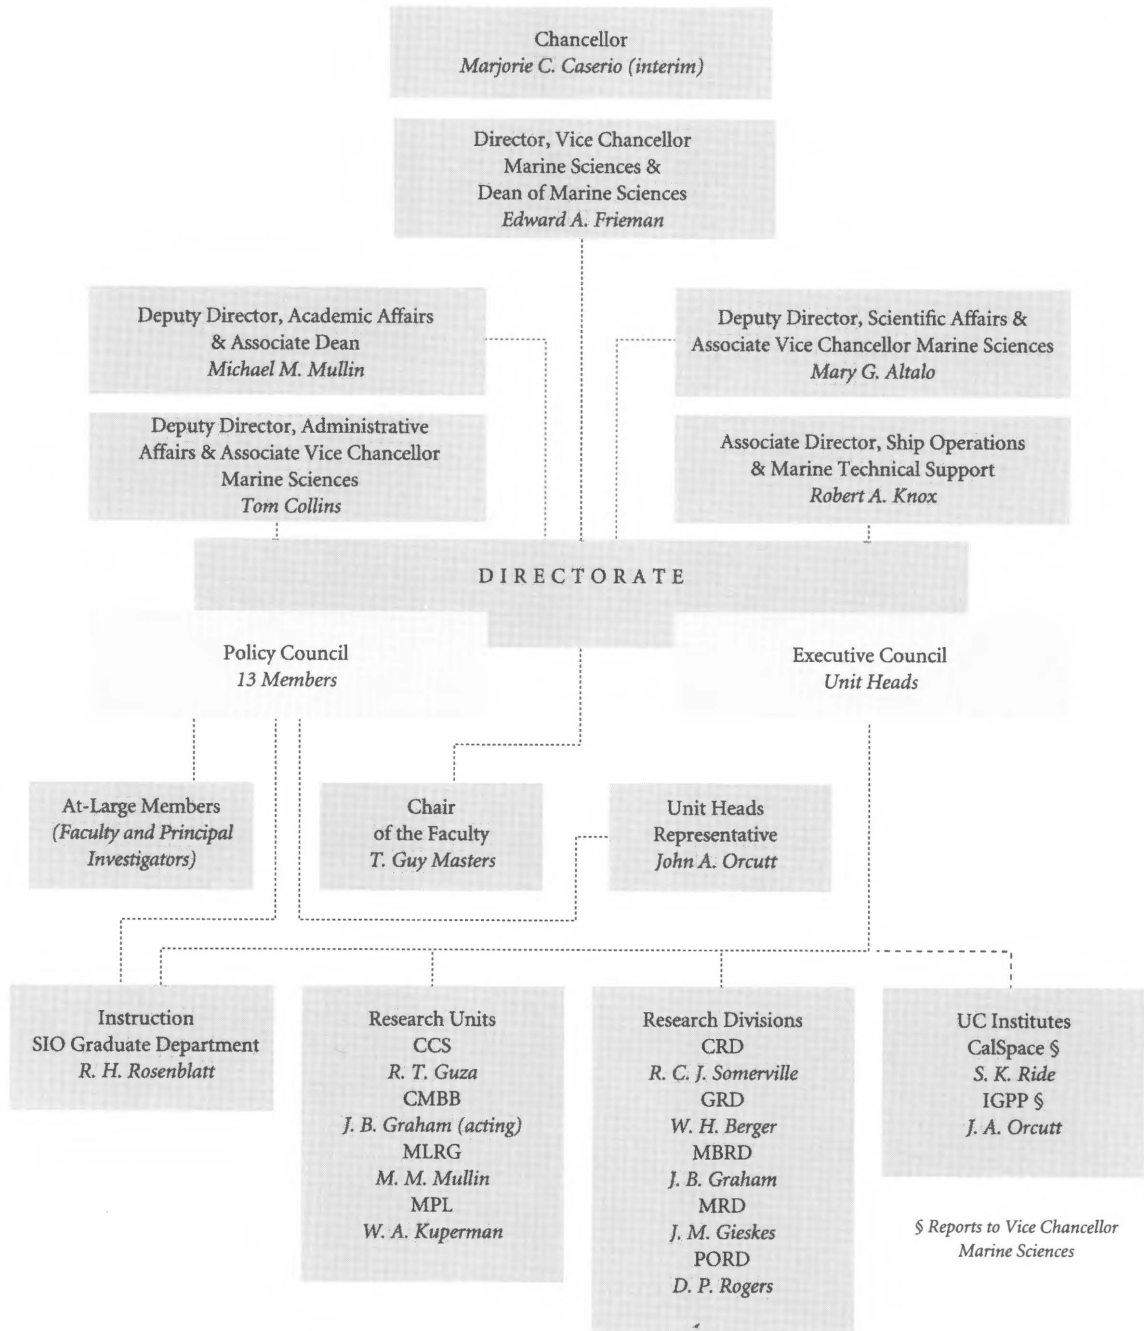 Chancellor
Marjorie C. Caserio (interim)
Director, Vice Chancellor
Marine Sciences &
Dean of Marine Sciences
Edward A. Frieman
Deputy Director, Academic Affairs
& Associate Dean
Michael M. Mullin
Deputy Director, Scientific Affairs &
Associate Vice Chancellor Marine Sciences
Mary G. Altalo
Deputy Director, Administrative
Affairs & Associate Vice Chancellor
Marine Sciences
Tom Collins
Associate Director, Ship Operations
& Marine Technical Support
Robert A. Knox
DIRECTORATE
Policy Council
13 Members
Executive Council
Unit Heads
At-Large Members
(Faculty and Principal
Investigators)
Chair
of the Faculty
T. Guy Masters
Unit Heads
Representative
John A. Orcutt
Instruction
SIO Graduate Department
R. H. Rosenblatt
Research Units
CCS
R. T. Guza
CMBB
J. B. Graham (acting)
MLRG
M. M. Mullin
MPL
W. A. Kuperman
Research Divisions
CRD
R. C. J. Somerville
GRD
W. H. Berger
MBRD
J. B. Graham
MRD
J. M. Gieskes
PORD
D. P. Rogers
UC Institutes
CalSpace §
S. K. Ride
IGPP §
J. A. Orcutt
§ Reports to Vice Chancellor
Marine Sciences